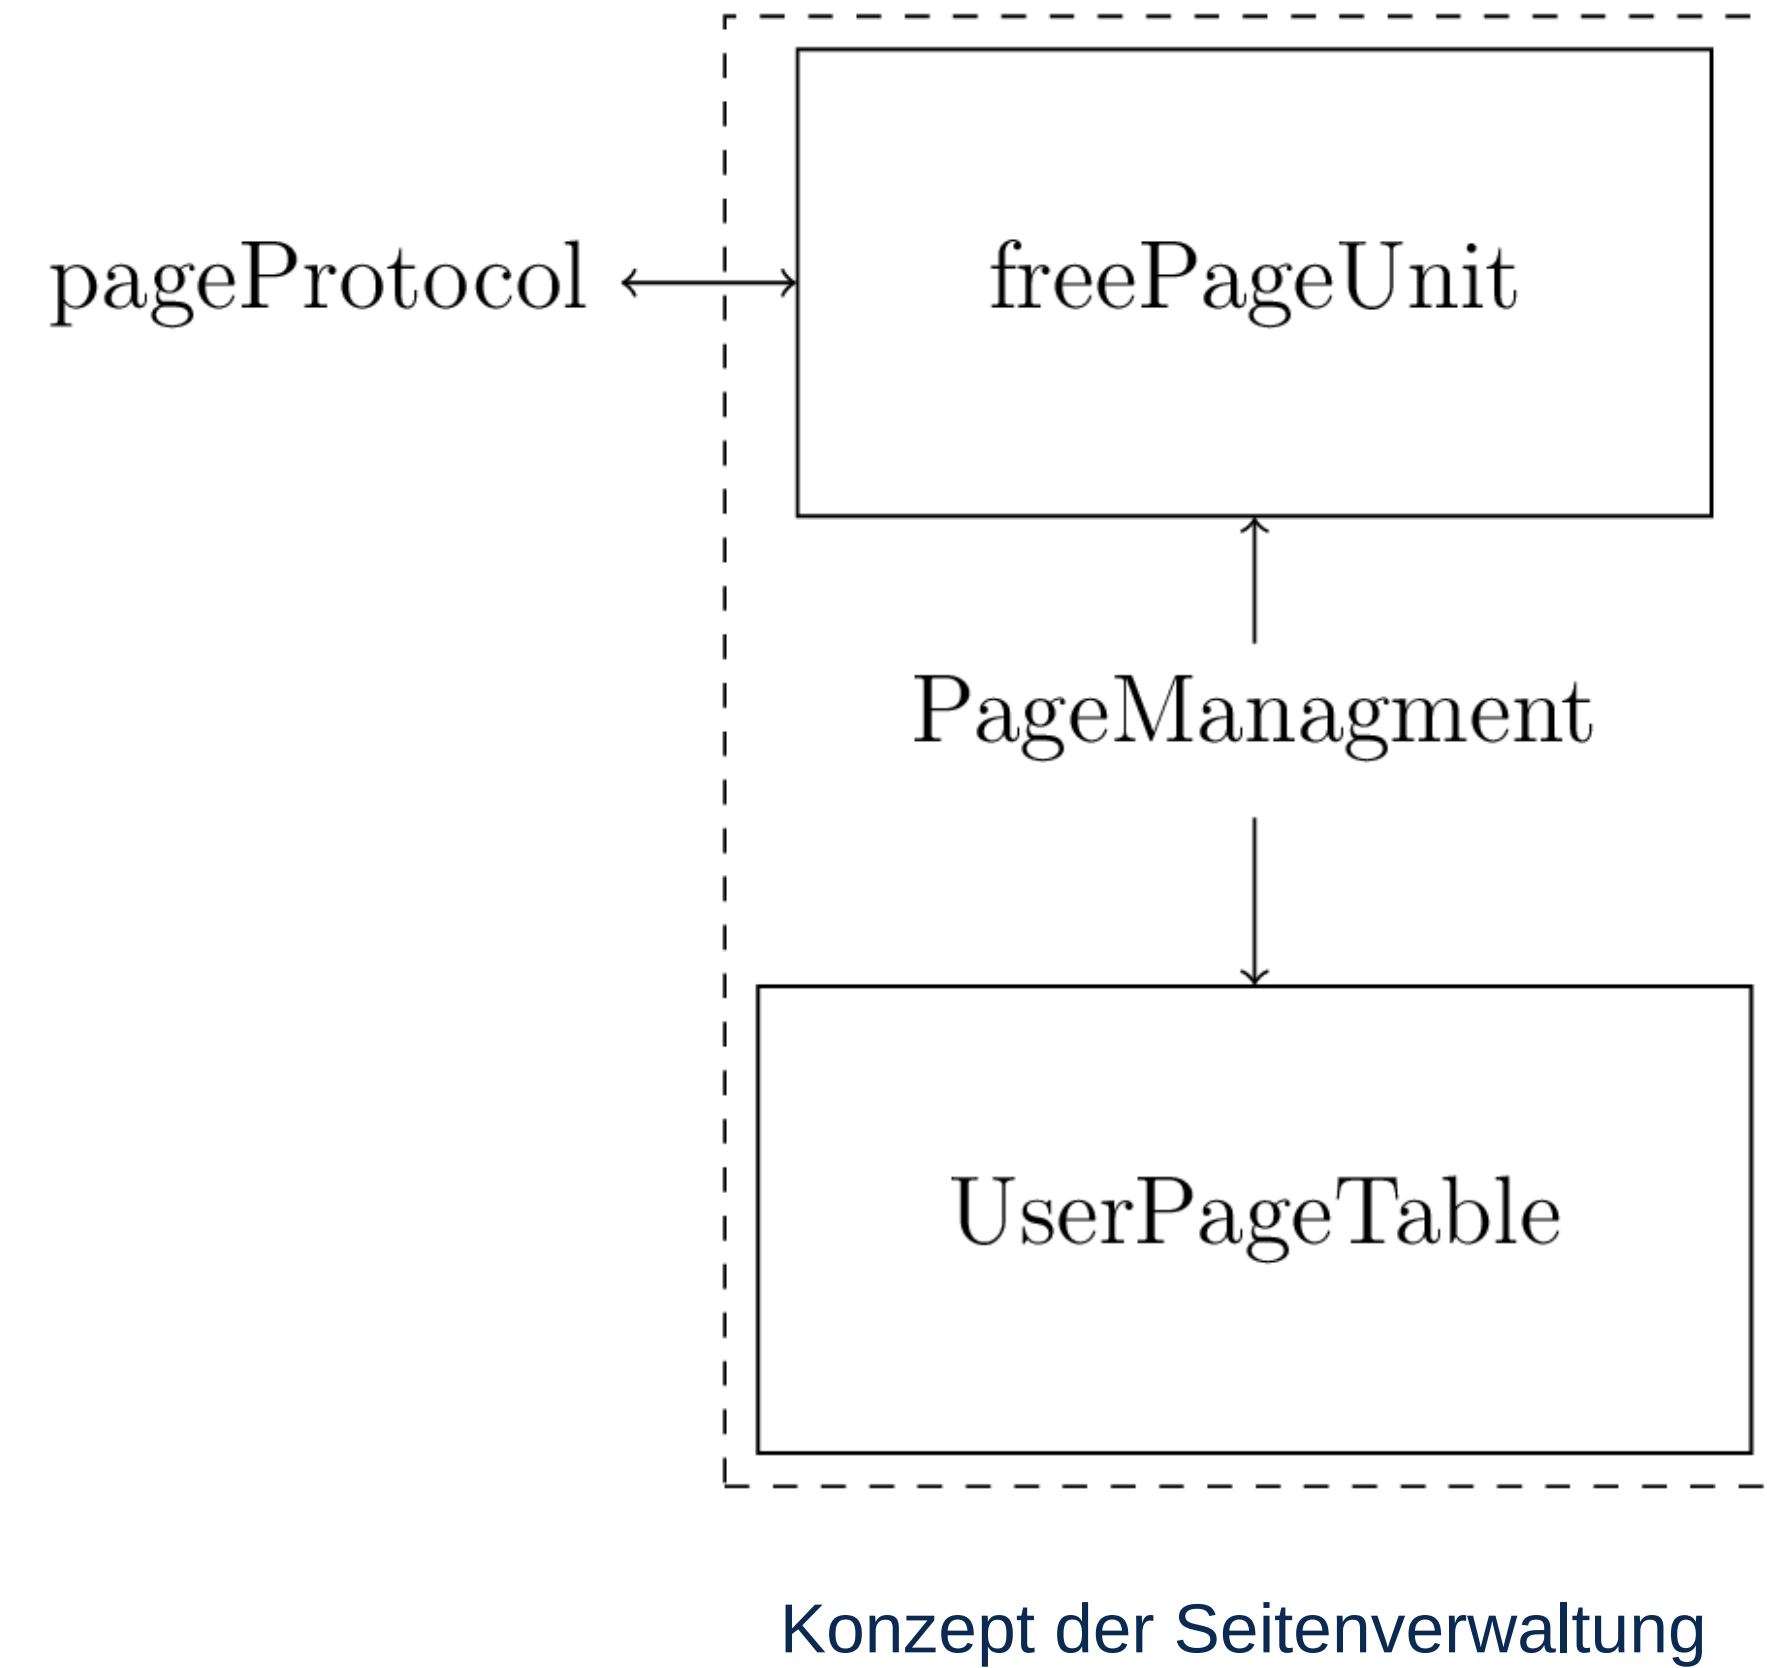 pageProtocol
freePageUnit
PageManagment
UserPageTable
Konzept der Seitenverwaltung